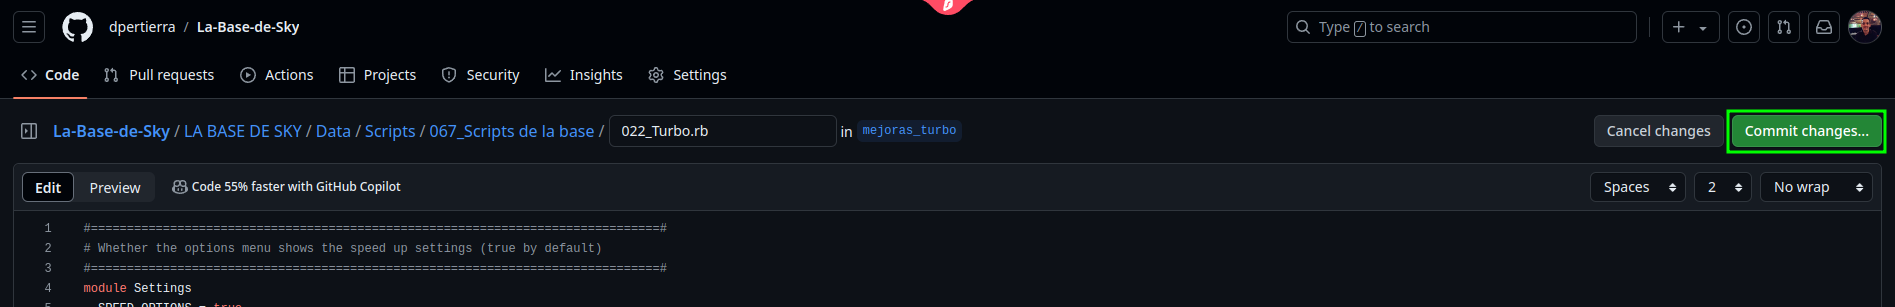 dpertierra / La-Base-de-Sky
Type / to search
Code Pull requests Actions Projects Security Insights Settings
La-Base-de-Sky / LA BASE DE SKY / Data / Scripts / 067_Scripts de la base / 022_Turbo.rb in mejoras_turbo
Cancel changes Commit changes...
Edit Preview Code 55% faster with GitHub Copilot
Spaces 2 No wrap
1 #===============================================================================#
2 # Whether the options menu shows the speed up settings (true by default)
3 #===============================================================================#
4 module Settings
5 SPEED_OPTIONS = true